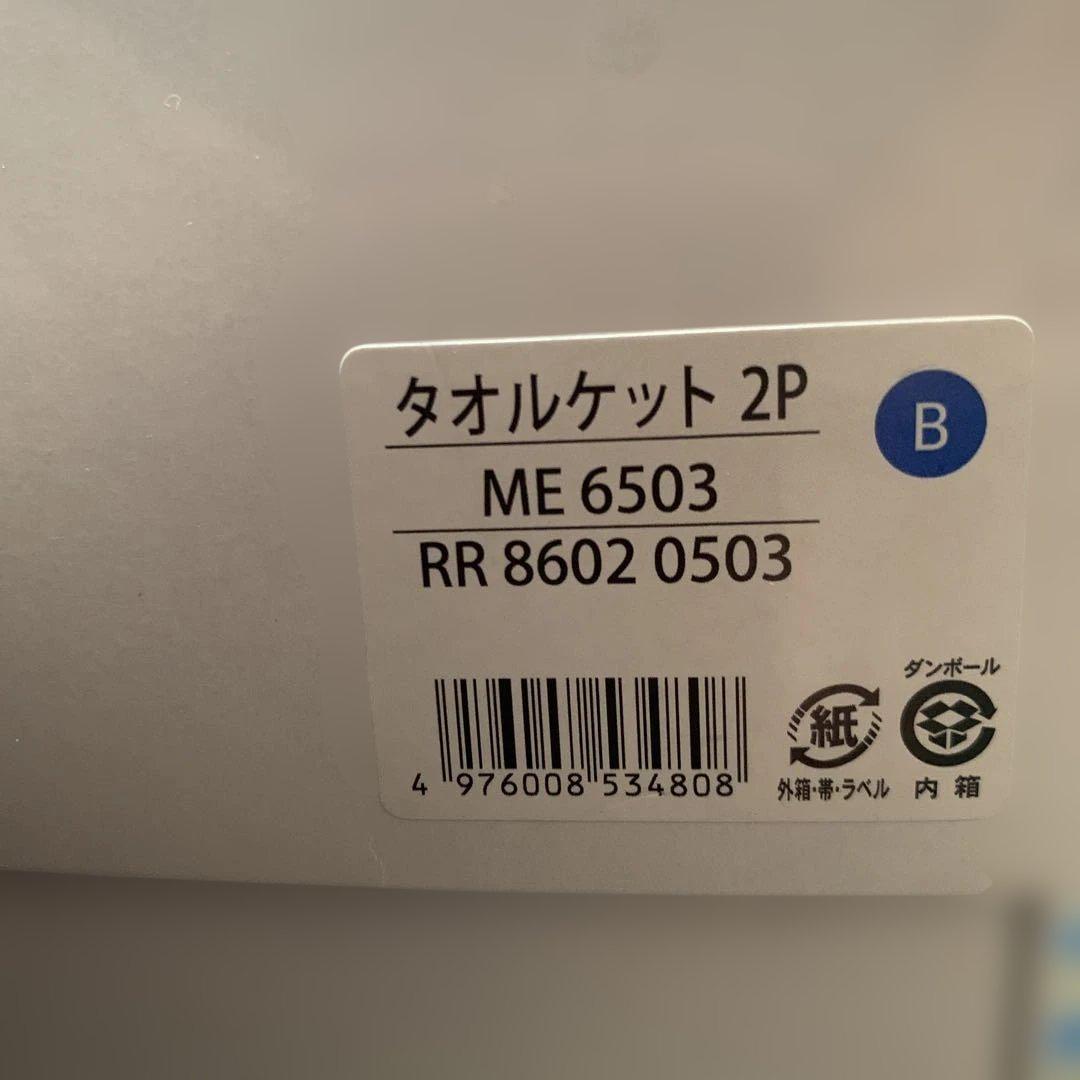 タオルケット 2P
B
ME 6503
RR 8602 0503
4 976008 534808
紙
外箱・帯・ラベル
ダンボール
内 箱